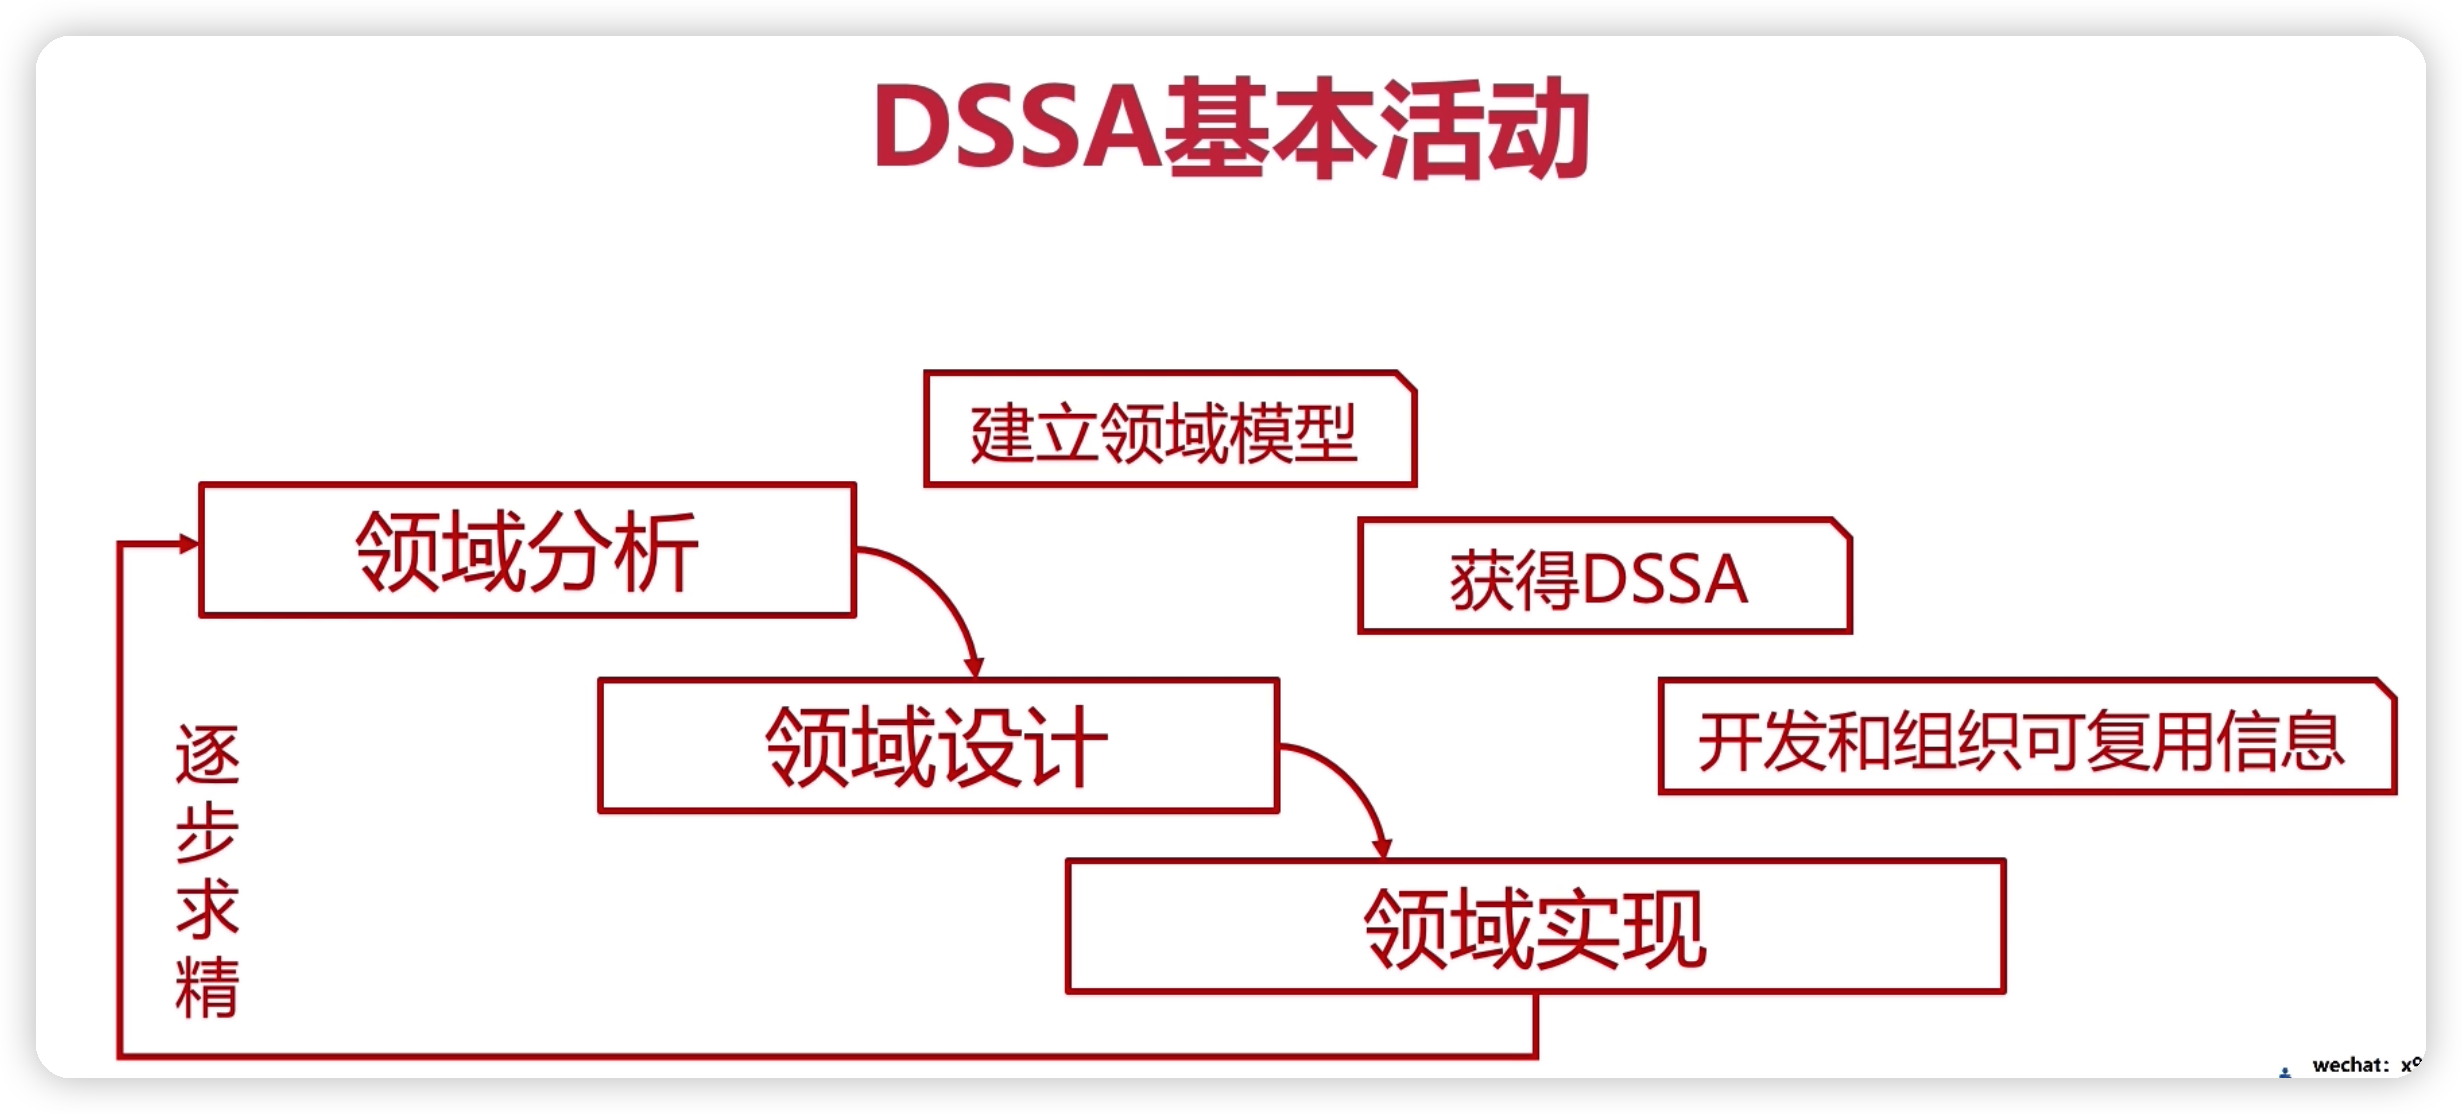 DSSA基本活动
建立领域模型
领域分析
获得DSSA
领域设计
开发和组织可复用信息
领域实现
逐步求精
wechat: